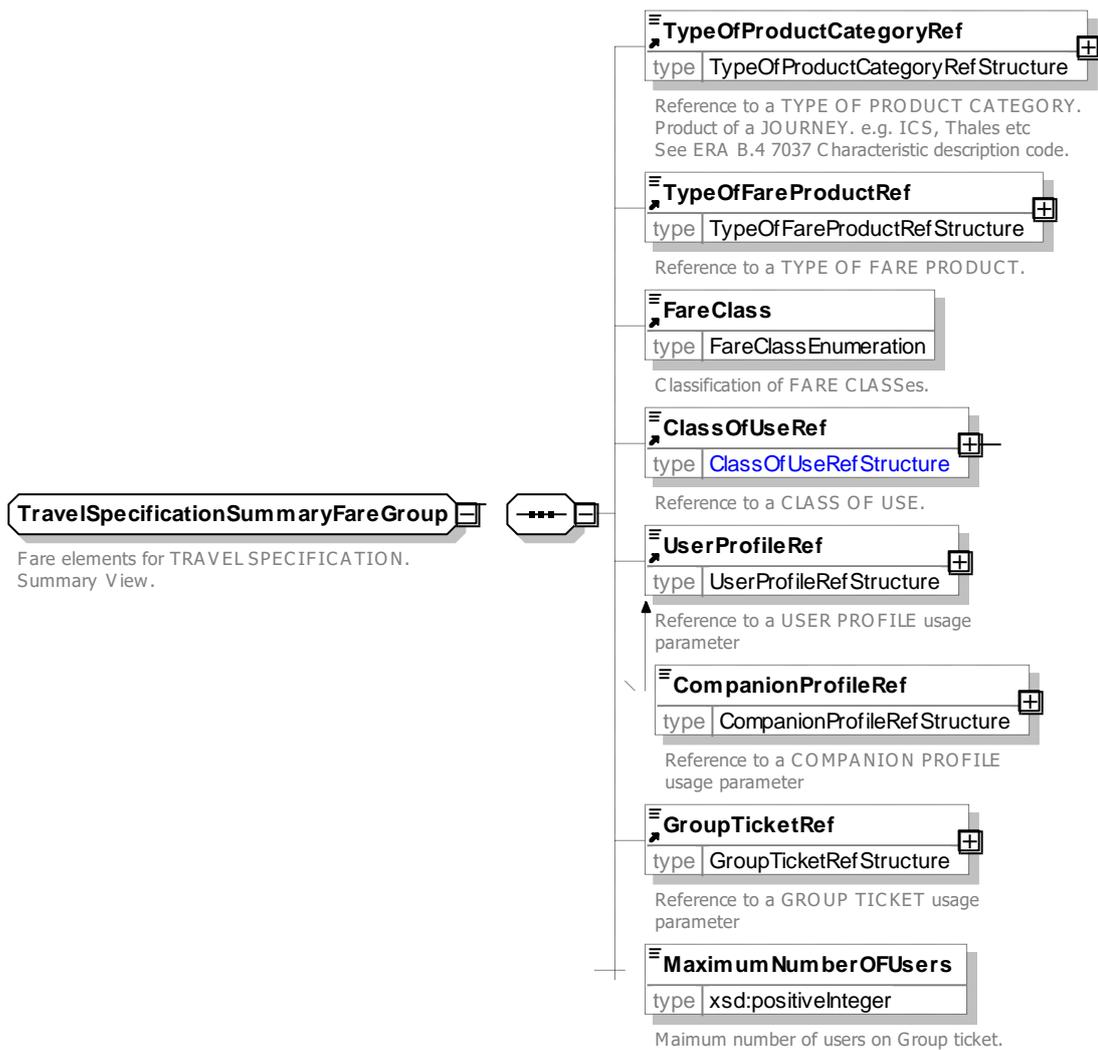 TypeOfProductCategoryRef
type TypeOfProductCategoryRefStructure
Reference to a TYPE OF PRODUCT CATEGORY.
Product of a JOURNEY. e.g. ICS, Thales etc
See ERA B.4 7037 Characteristic description code.
TypeOfFareProductRef
type TypeOfFareProductRefStructure
Reference to a TYPE OF FARE PRODUCT.
FareClass
type FareClassEnumeration
Classification of FARE CLASSes.
ClassOfUseRef
type ClassOfUseRefStructure
Reference to a CLASS OF USE.
TravelSpecificationSummaryFareGroup
Fare elements for TRAVEL SPECIFICATION.
Summary View.
UserProfileRef
type UserProfileRefStructure
Reference to a USER PROFILE usage
parameter
CompanionProfileRef
type CompanionProfileRefStructure
Reference to a COMPANION PROFILE
usage parameter
GroupTicketRef
type GroupTicketRefStructure
Reference to a GROUP TICKET usage
parameter
MaximumNumberOFUsers
type xsd:positiveInteger
Maimum number of users on Group ticket.